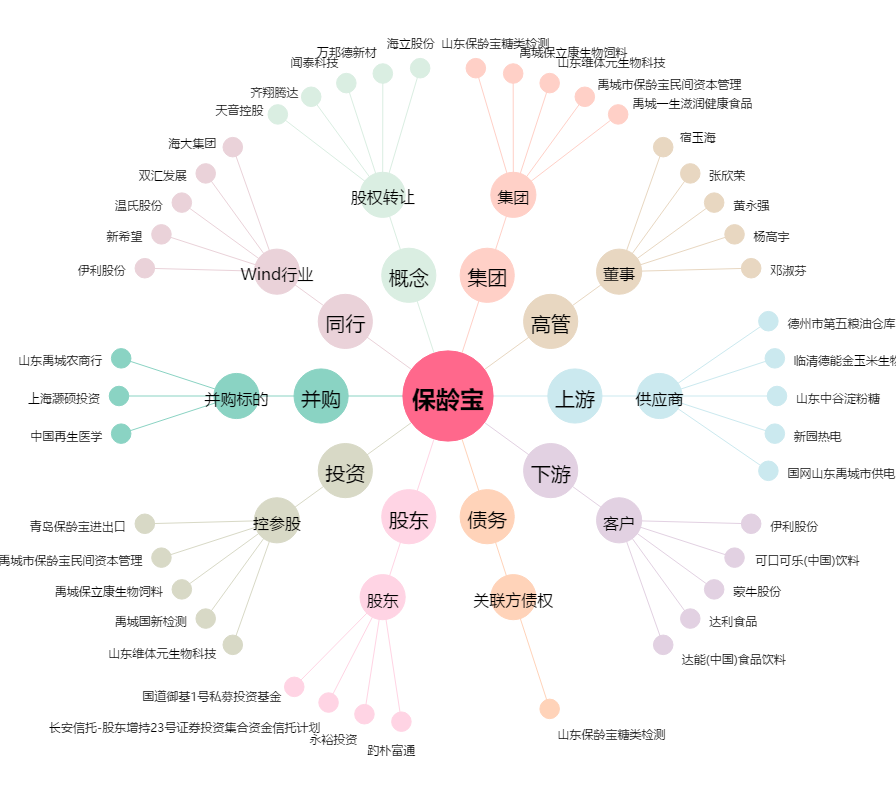 海立股份
山东保龄宝糖类检测
万邦德新材
禹城保立康生物饲料
闻泰科技
山东维体元生物科技
齐翔腾达
禹城市保龄宝民间资本管理
天音控股
禹城一生滋润健康食品
海大集团
宿玉海
双汇发展
张欣荣
股权转让
集团
温氏股份
黄永强
新希望
杨高宇
伊利股份
Wind行业
概念
集团
董事
邓淑芬
同行
高管
德州市第五粮油仓库
山东禹城农商行
临清德能金玉米生物
上海灏硕投资
并购标的
并购
保龄宝
上游
供应商
山东中谷淀粉糖
中国再生医学
新园热电
投资
下游
国网山东禹城市供电
青岛保龄宝进出口
控参股
股东
债务
客户
伊利股份
禹城市保龄宝民间资本管理
可口可乐(中国)饮料
禹城保立康生物饲料
股东
关联方债权
蒙牛股份
禹城国新检测
达利食品
山东维体元生物科技
达能(中国)食品饮料
国道御基1号私募投资基金
长安信托-股东增持23号证券投资集合资金信托计划
永裕投资
山东保龄宝糖类检测
趵朴富通